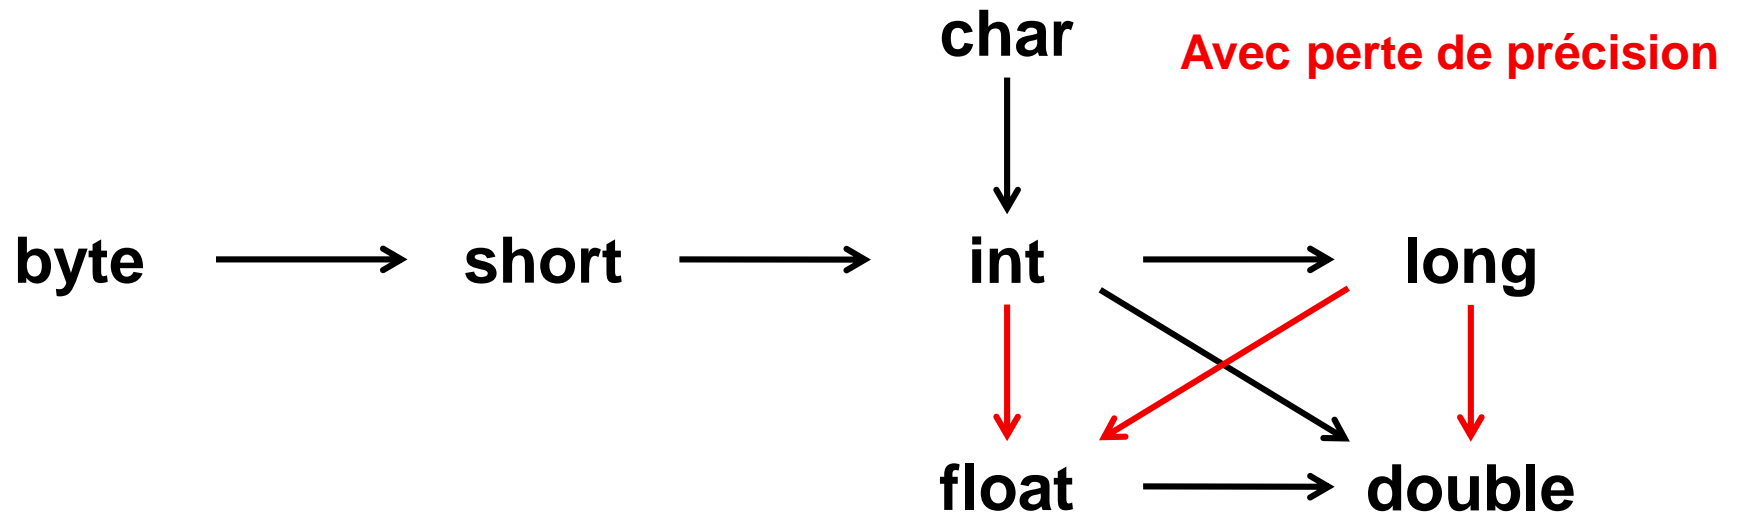 char
Avec perte de précision
byte
short
int
long
float
double